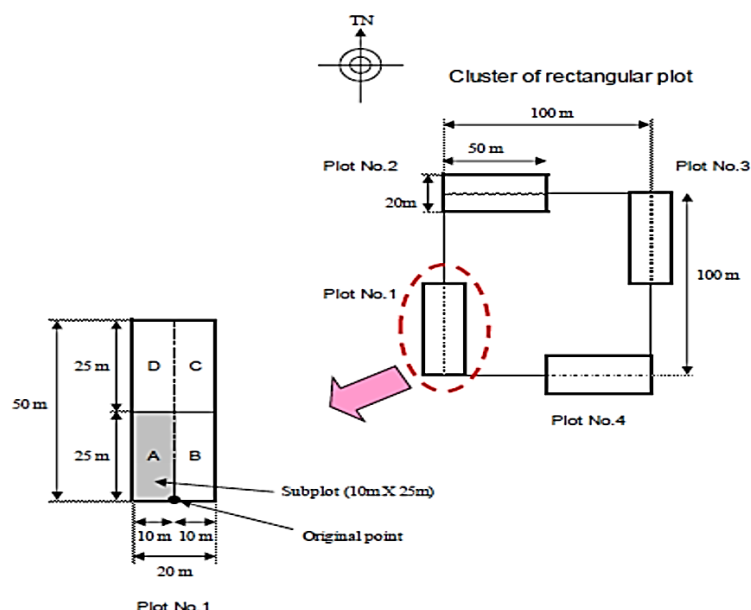 TN
Cluster of rectangular plot
100 m
50 m
Plot No.2
Plot No.3
20m
100 m
Plot No.1
25 m
D
C
50 m
25 m
A
B
Plot No.4
Subplot (10m X 25m)
10 m
10 m
Original point
20 m
Plot No.1